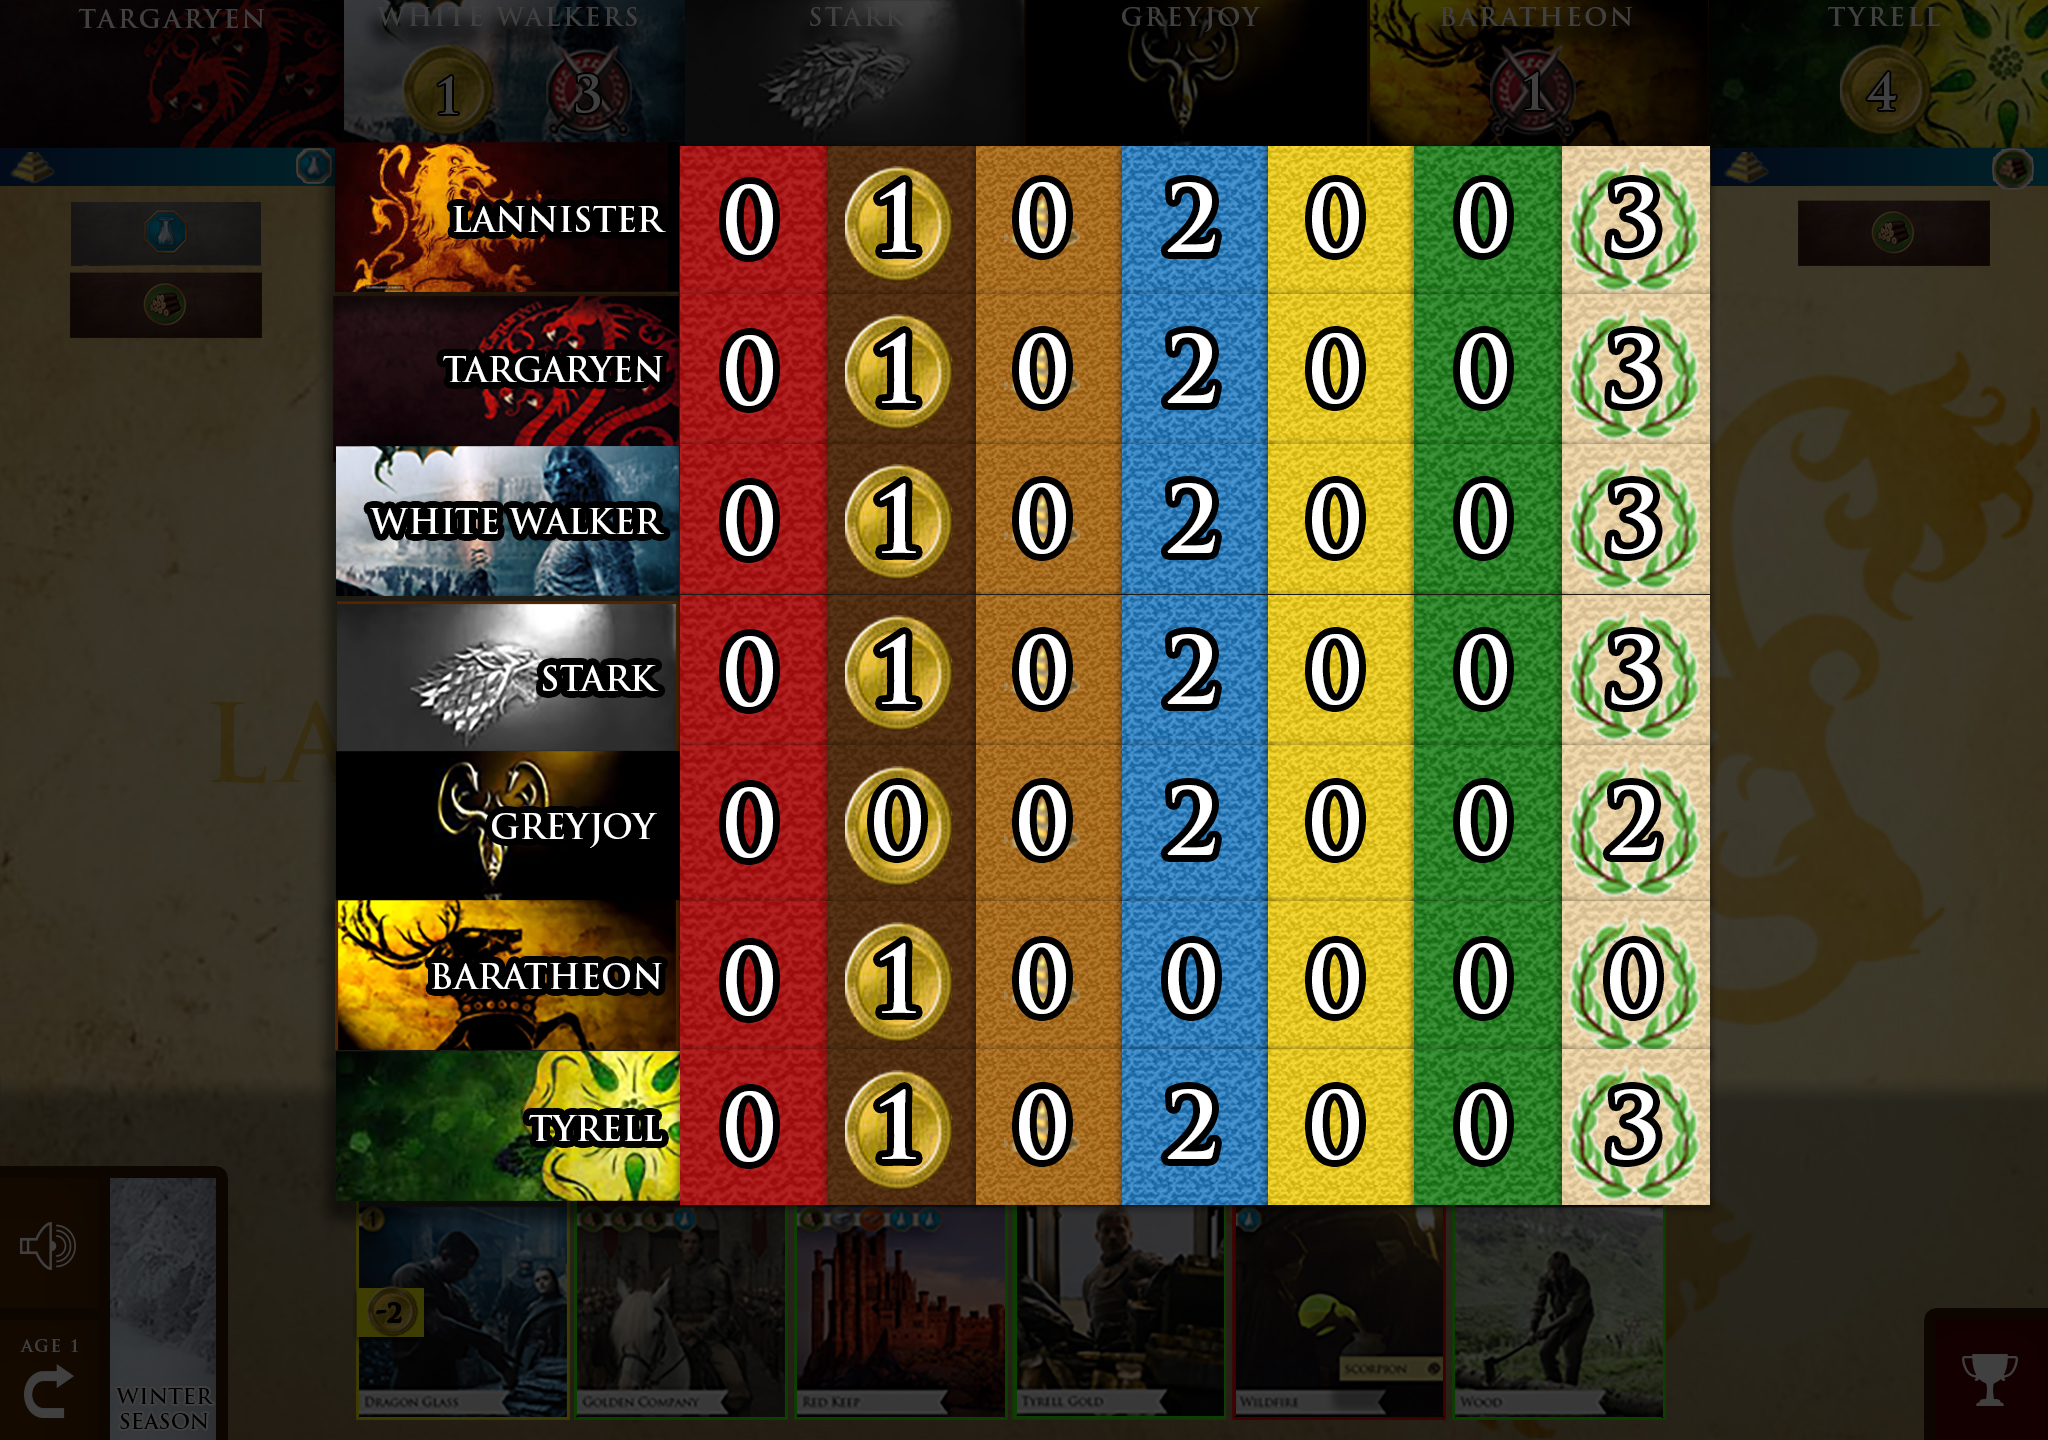 TARGARYEN
WHITE WALKERS
STARK
GREYJOY
BARATHEON
TYRELL
1
3
1
4
LANNISTER 0 1 0 2 0 0 3
TARGARYEN 0 1 0 2 0 0 3
WHITE WALKER 0 1 0 2 0 0 3
STARK 0 1 0 2 0 0 3
LA
GREYJOY 0 0 0 2 0 0 2
BARATHEON 0 1 0 0 0 0 0
TYRELL 0 1 0 2 0 0 3
1
-2
AGE 1
WINTER
SEASON
DRAGON GLASS
GOLDEN COMPANY
RED KEEP
TYRELL GOLD
SCORPION
WILDFIRE
WOOD